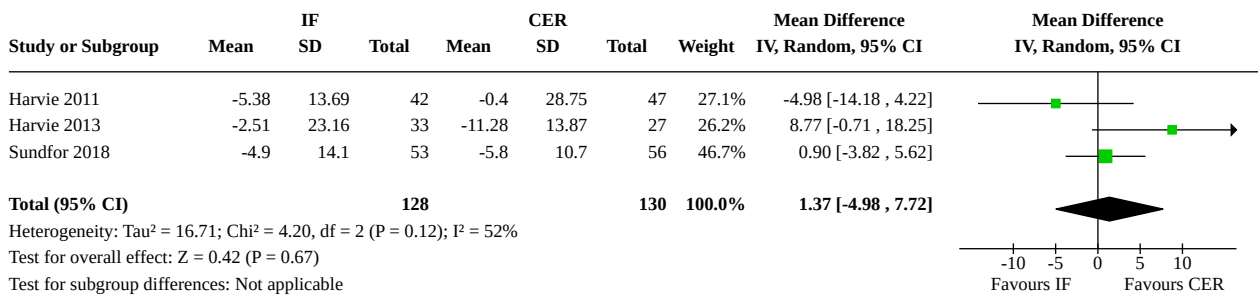 IF CER Mean Difference Mean Difference
Study or Subgroup Mean SD Total Mean SD Total Weight IV, Random, 95% CI IV, Random, 95% CI
Harvie 2011 -5.38 13.69 42 -0.4 28.75 47 27.1% -4.98 [-14.18 , 4.22]
Harvie 2013 -2.51 23.16 33 -11.28 13.87 27 26.2% 8.77 [-0.71 , 18.25]
Sundfor 2018 -4.9 14.1 53 -5.8 10.7 56 46.7% 0.90 [-3.82 , 5.62]
Total (95% CI) 128 130 100.0% 1.37 [-4.98 , 7.72]
Heterogeneity: Tau² = 16.71; Chi² = 4.20, df = 2 (P = 0.12); I² = 52%
Test for overall effect: Z = 0.42 (P = 0.67)
Test for subgroup differences: Not applicable
-10 -5 0 5 10
Favours IF Favours CER